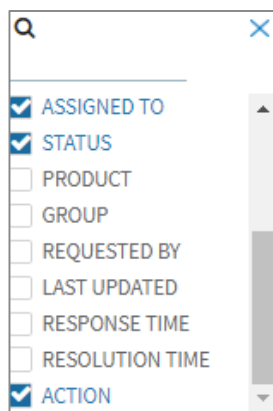 ASSIGNED TO
STATUS
PRODUCT
GROUP
REQUESTED BY
LAST UPDATED
RESPONSE TIME
RESOLUTION TIME
ACTION